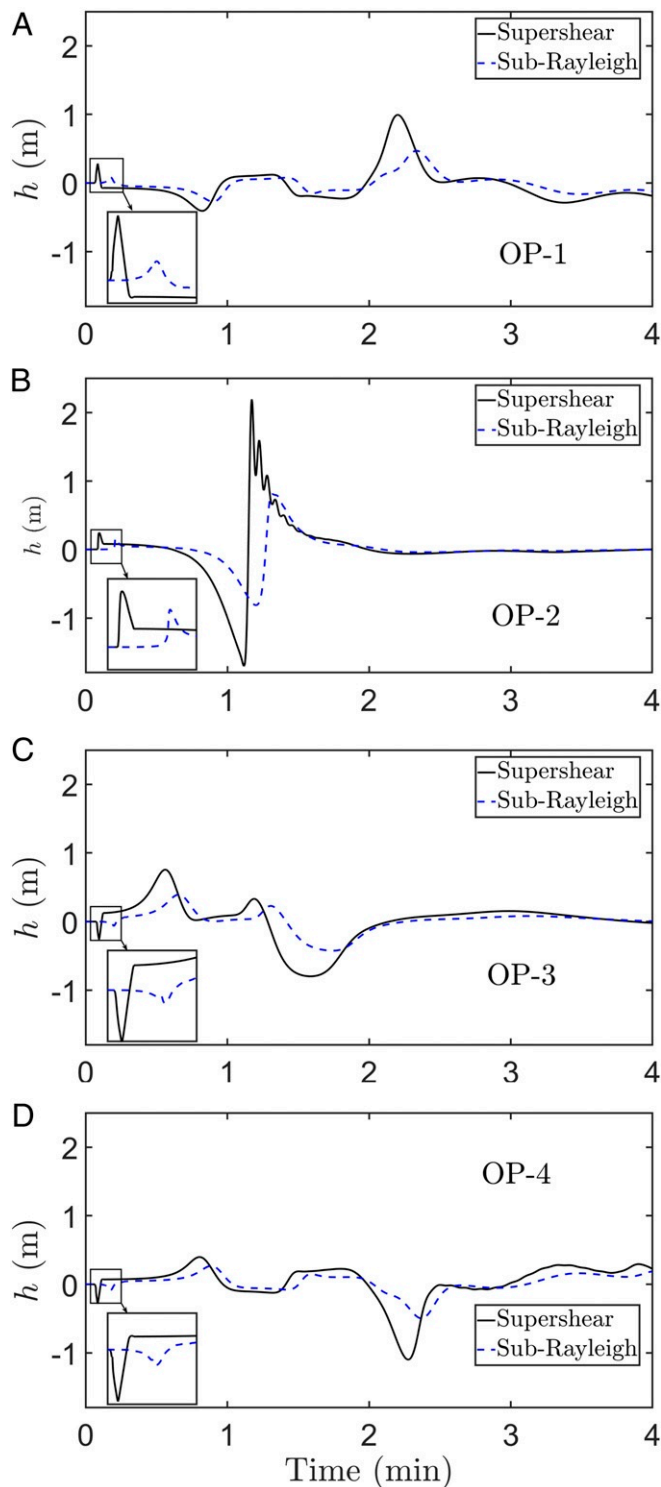 A
2
Supershear
Sub-Rayleigh
1
h (m)
0
-1
OP-1
0 1 2 3 4
B
2
Supershear
Sub-Rayleigh
1
h (m)
0
-1
OP-2
0 1 2 3 4
C
2
Supershear
Sub-Rayleigh
1
h (m)
0
-1
OP-3
0 1 2 3 4
D
2
OP-4
1
h (m)
0
Supershear
Sub-Rayleigh
-1
0 1 2 3 4
Time (min)